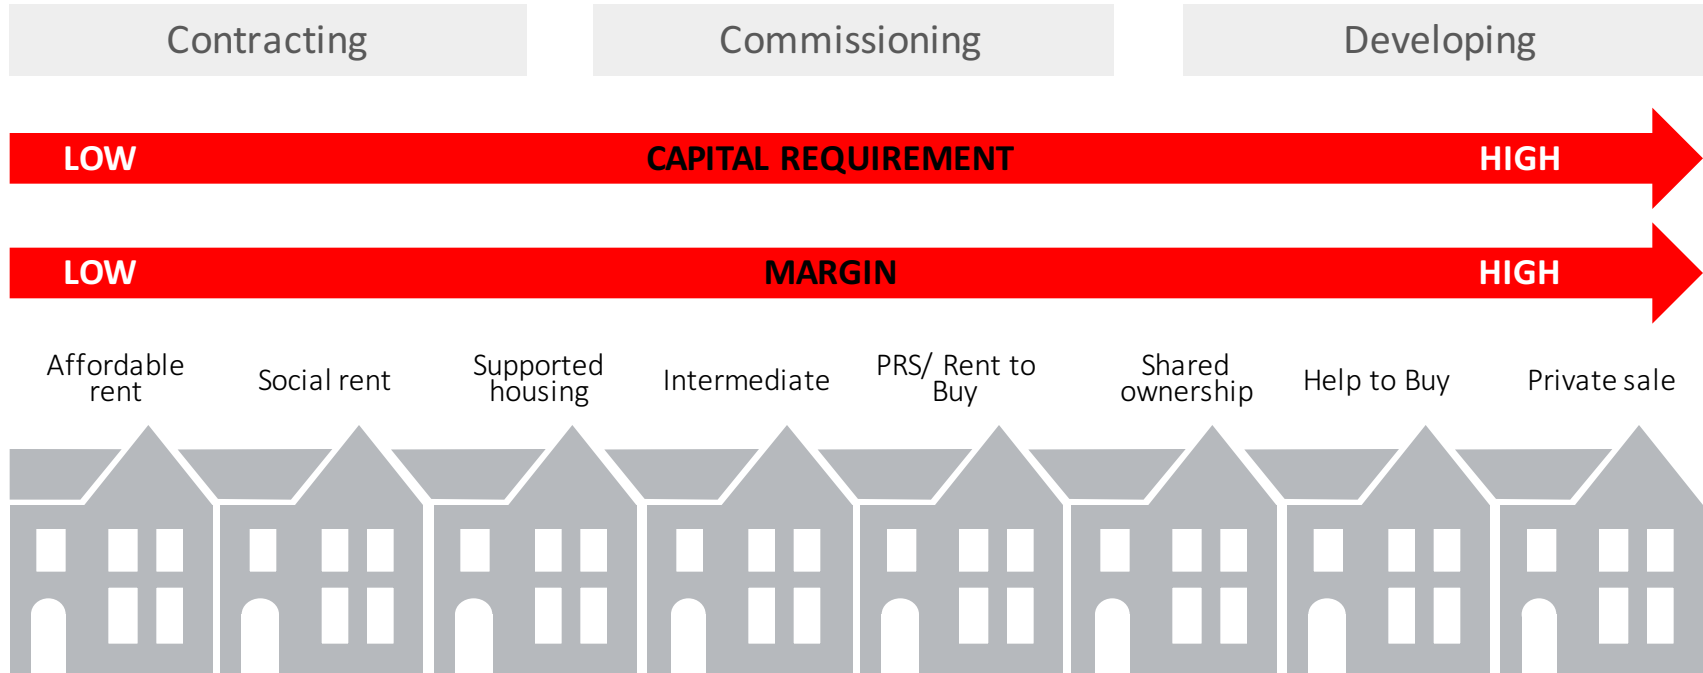 Contracting
Commissioning
Developing
LOW CAPITAL REQUIREMENT HIGH
LOW MARGIN HIGH
Affordable
rent
Social rent
Supported
housing
Intermediate
PRS/ Rent to
Buy
Shared
ownership
Help to Buy
Private sale